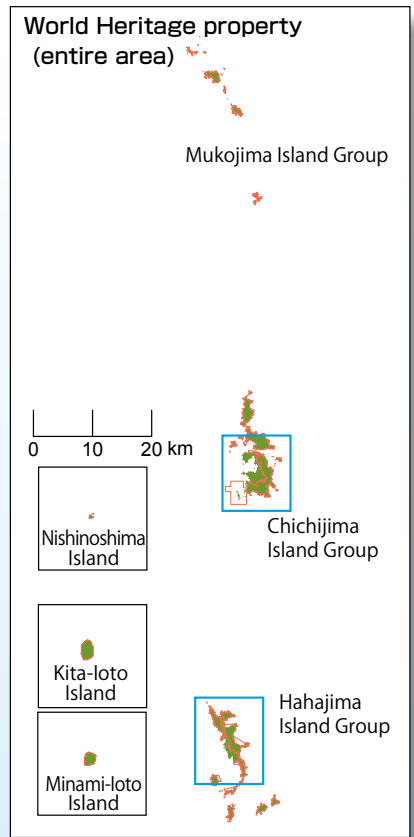 World Heritage property
(entire area)
Mukojima Island Group
0 10 20 km
Nishinoshima
Island
Chichijima
Island Group
Kita-Ioto
Island
Hahajima
Island Group
Minami-Ioto
Island